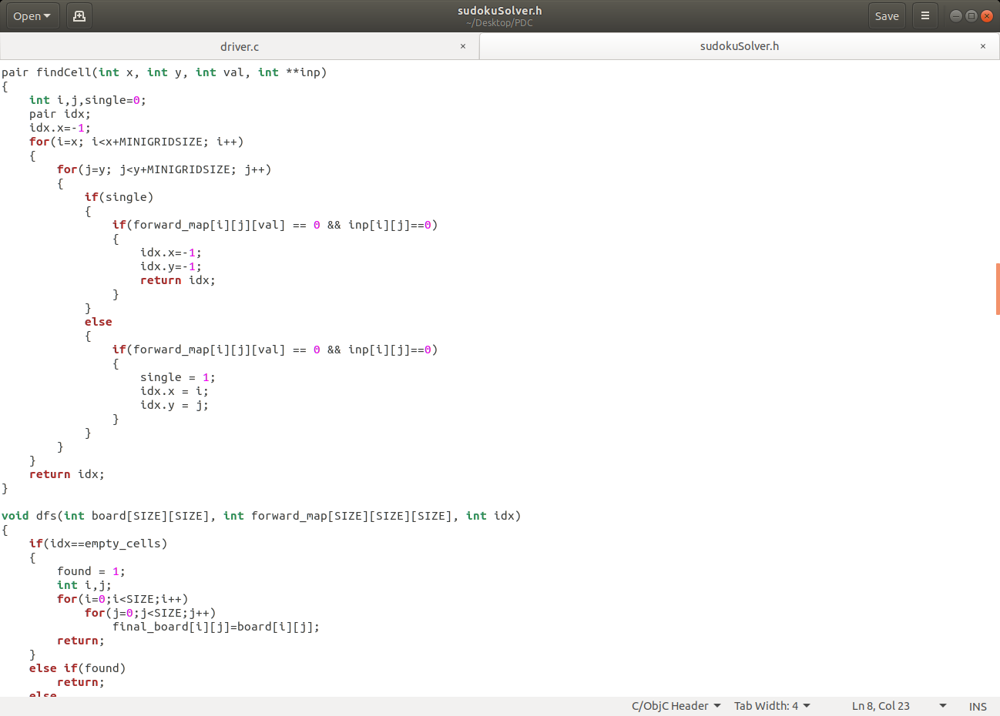 Open
sudokuSolver.h
~/Desktop/PDC
Save
driver.c ×
sudokuSolver.h ×
pair findCell(int x, int y, int val, int **inp)
{
    int i,j,single=0;
    pair idx;
    idx.x=-1;
    for(i=x; i<x+MINIGRIDSIZE; i++)
    {
        for(j=y; j<y+MINIGRIDSIZE; j++)
        {
            if(single)
            {
                if(forward_map[i][j][val] == 0 && inp[i][j]==0)
                {
                    idx.x=-1;
                    idx.y=-1;
                    return idx;
                }
            }
            else
            {
                if(forward_map[i][j][val] == 0 && inp[i][j]==0)
                {
                    single = 1;
                    idx.x = i;
                    idx.y = j;
                }
            }
        }
    }
    return idx;
}

void dfs(int board[SIZE][SIZE], int forward_map[SIZE][SIZE][SIZE], int idx)
{
    if(idx==empty_cells)
    {
        found = 1;
        int i,j;
        for(i=0;i<SIZE;i++)
            for(j=0;j<SIZE;j++)
                final_board[i][j]=board[i][j];
        return;
    }
    else if(found)
        return;
    else
C/ObjC Header Tab Width: 4 Ln 8, Col 23 INS